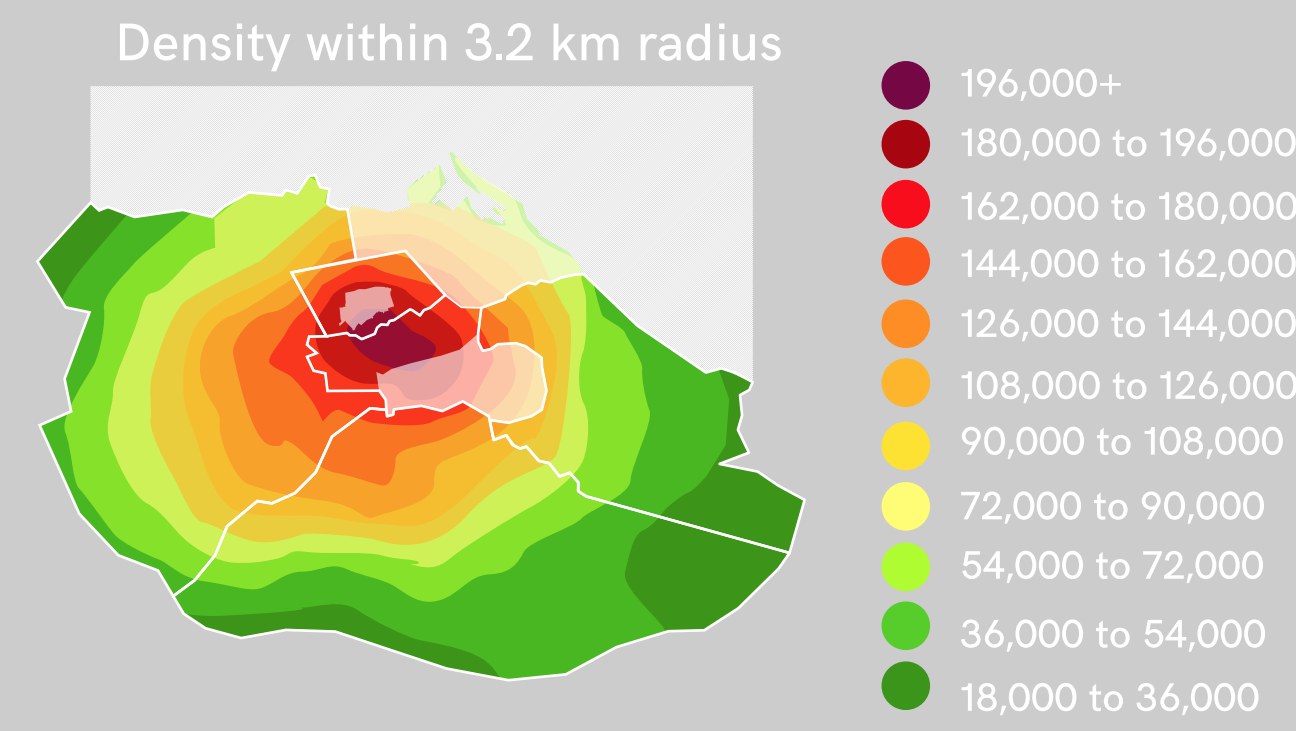 Density within 3.2 km radius
196,000+
180,000 to 196,000
162,000 to 180,000
144,000 to 162,000
126,000 to 144,000
108,000 to 126,000
90,000 to 108,000
72,000 to 90,000
54,000 to 72,000
36,000 to 54,000
18,000 to 36,000